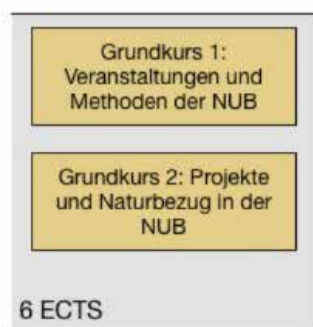 Grundkurs 1:
Veranstaltungen und
Methoden der NUB
Grundkurs 2: Projekte
und Naturbezug in der
NUB
6 ECTS